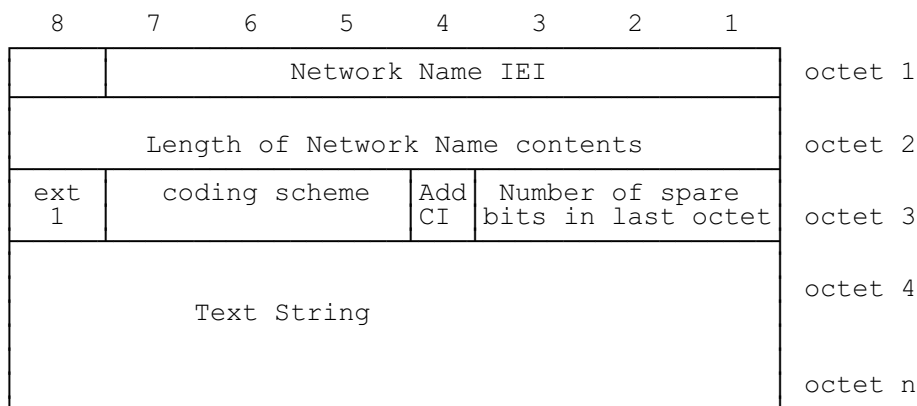 8 7 6 5 4 3 2 1
Network Name IEI octet 1
Length of Network Name contents octet 2
ext coding scheme Add Number of spare
1 CI bits in last octet octet 3
octet 4
Text String
octet n